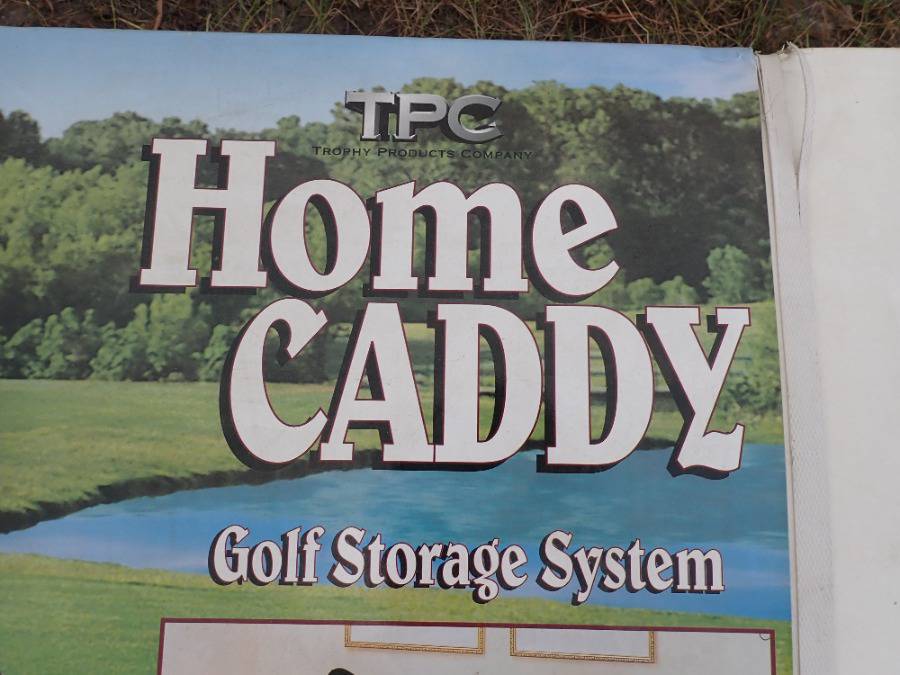 TPC
TROPHY PRODUCTS COMPANY
Home
CADDY
Golf Storage System